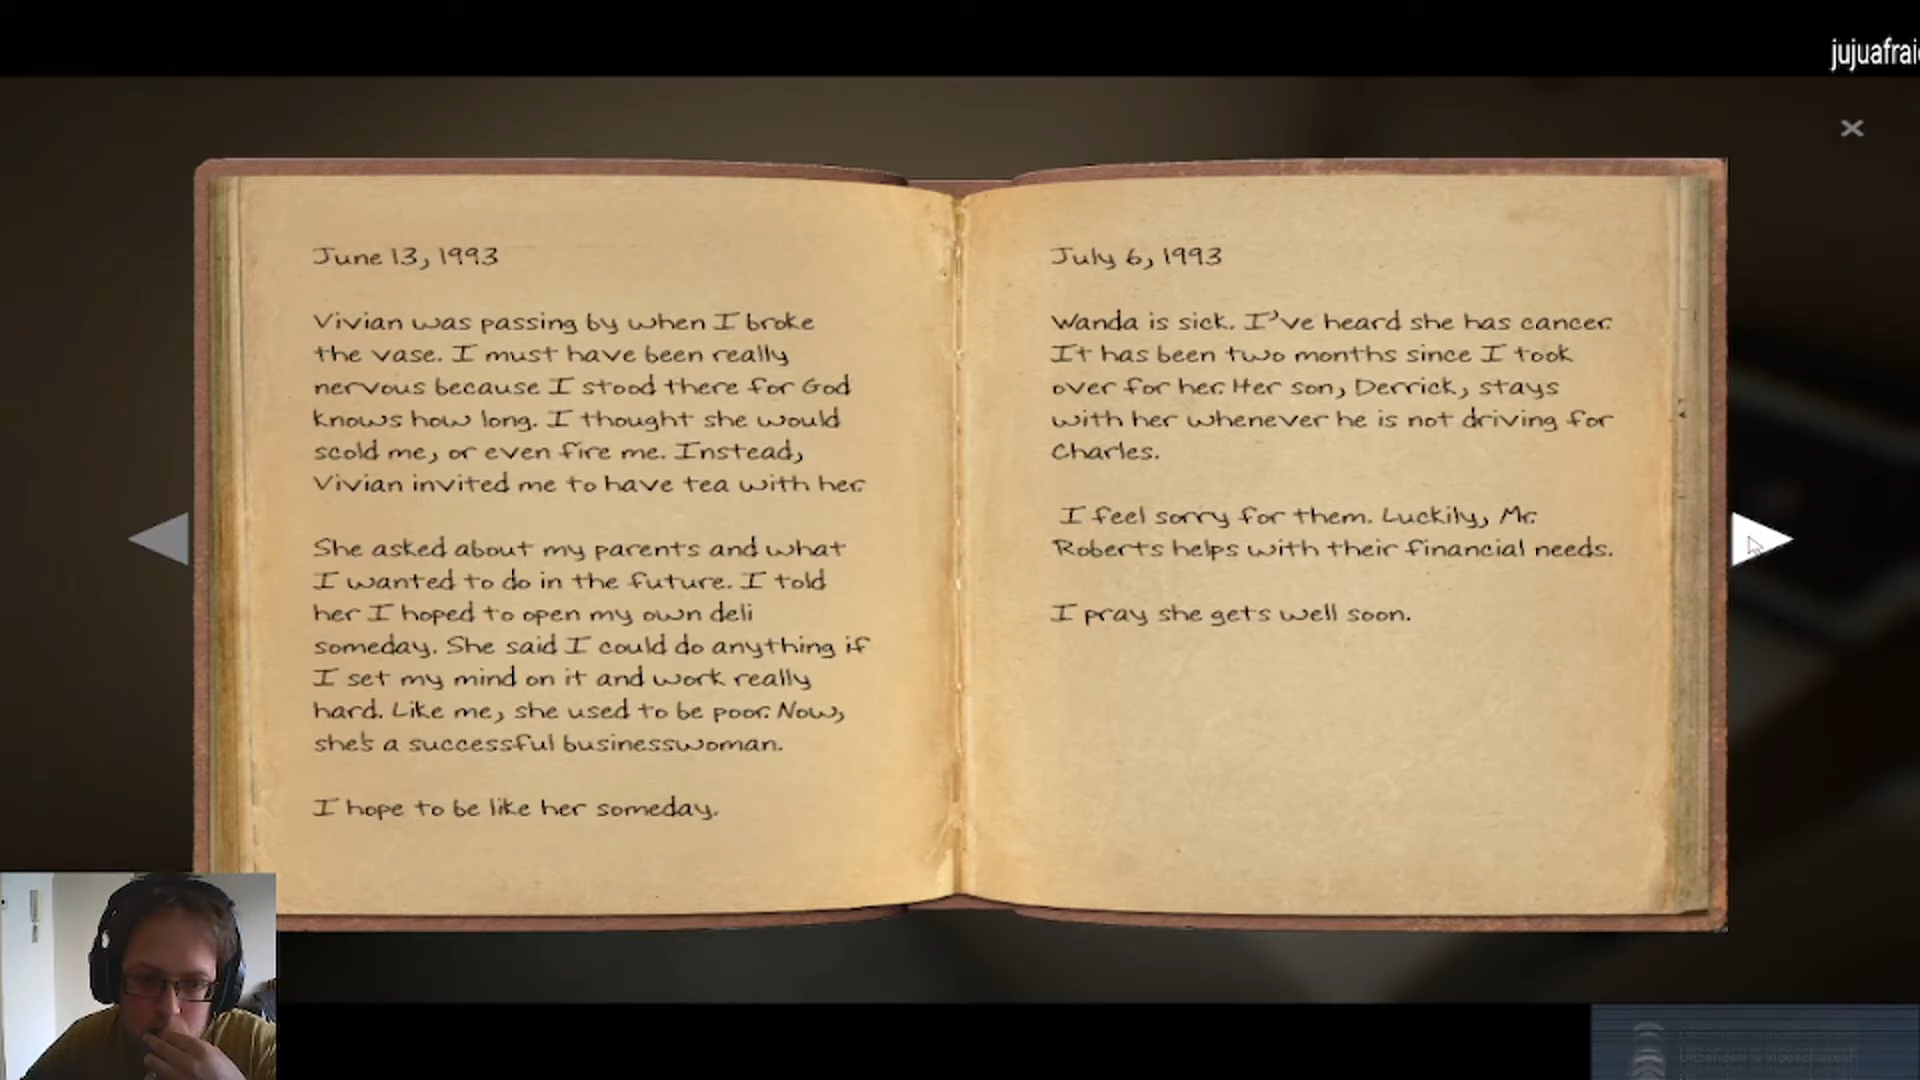 jujuafrai
June 13, 1993
Vivian was passing by when I broke
the vase. I must have been really
nervous because I stood there for God
knows how long. I thought she would
scold me, or even fire me. Instead,
Vivian invited me to have tea with her.
She asked about my parents and what
I wanted to do in the future. I told
her I hoped to open my own deli
someday. She said I could do anything if
I set my mind on it and work really
hard. Like me, she used to be poor. Now,
she's a successful businesswoman.
I hope to be like her someday.
July 6, 1993
Wanda is sick. I've heard she has cancer.
It has been two months since I took
over for her. Her son, Derrick, stays
with her whenever he is not driving for
Charles.
I feel sorry for them. Luckily, Mr.
Roberts helps with their financial needs.
I pray she gets well soon.